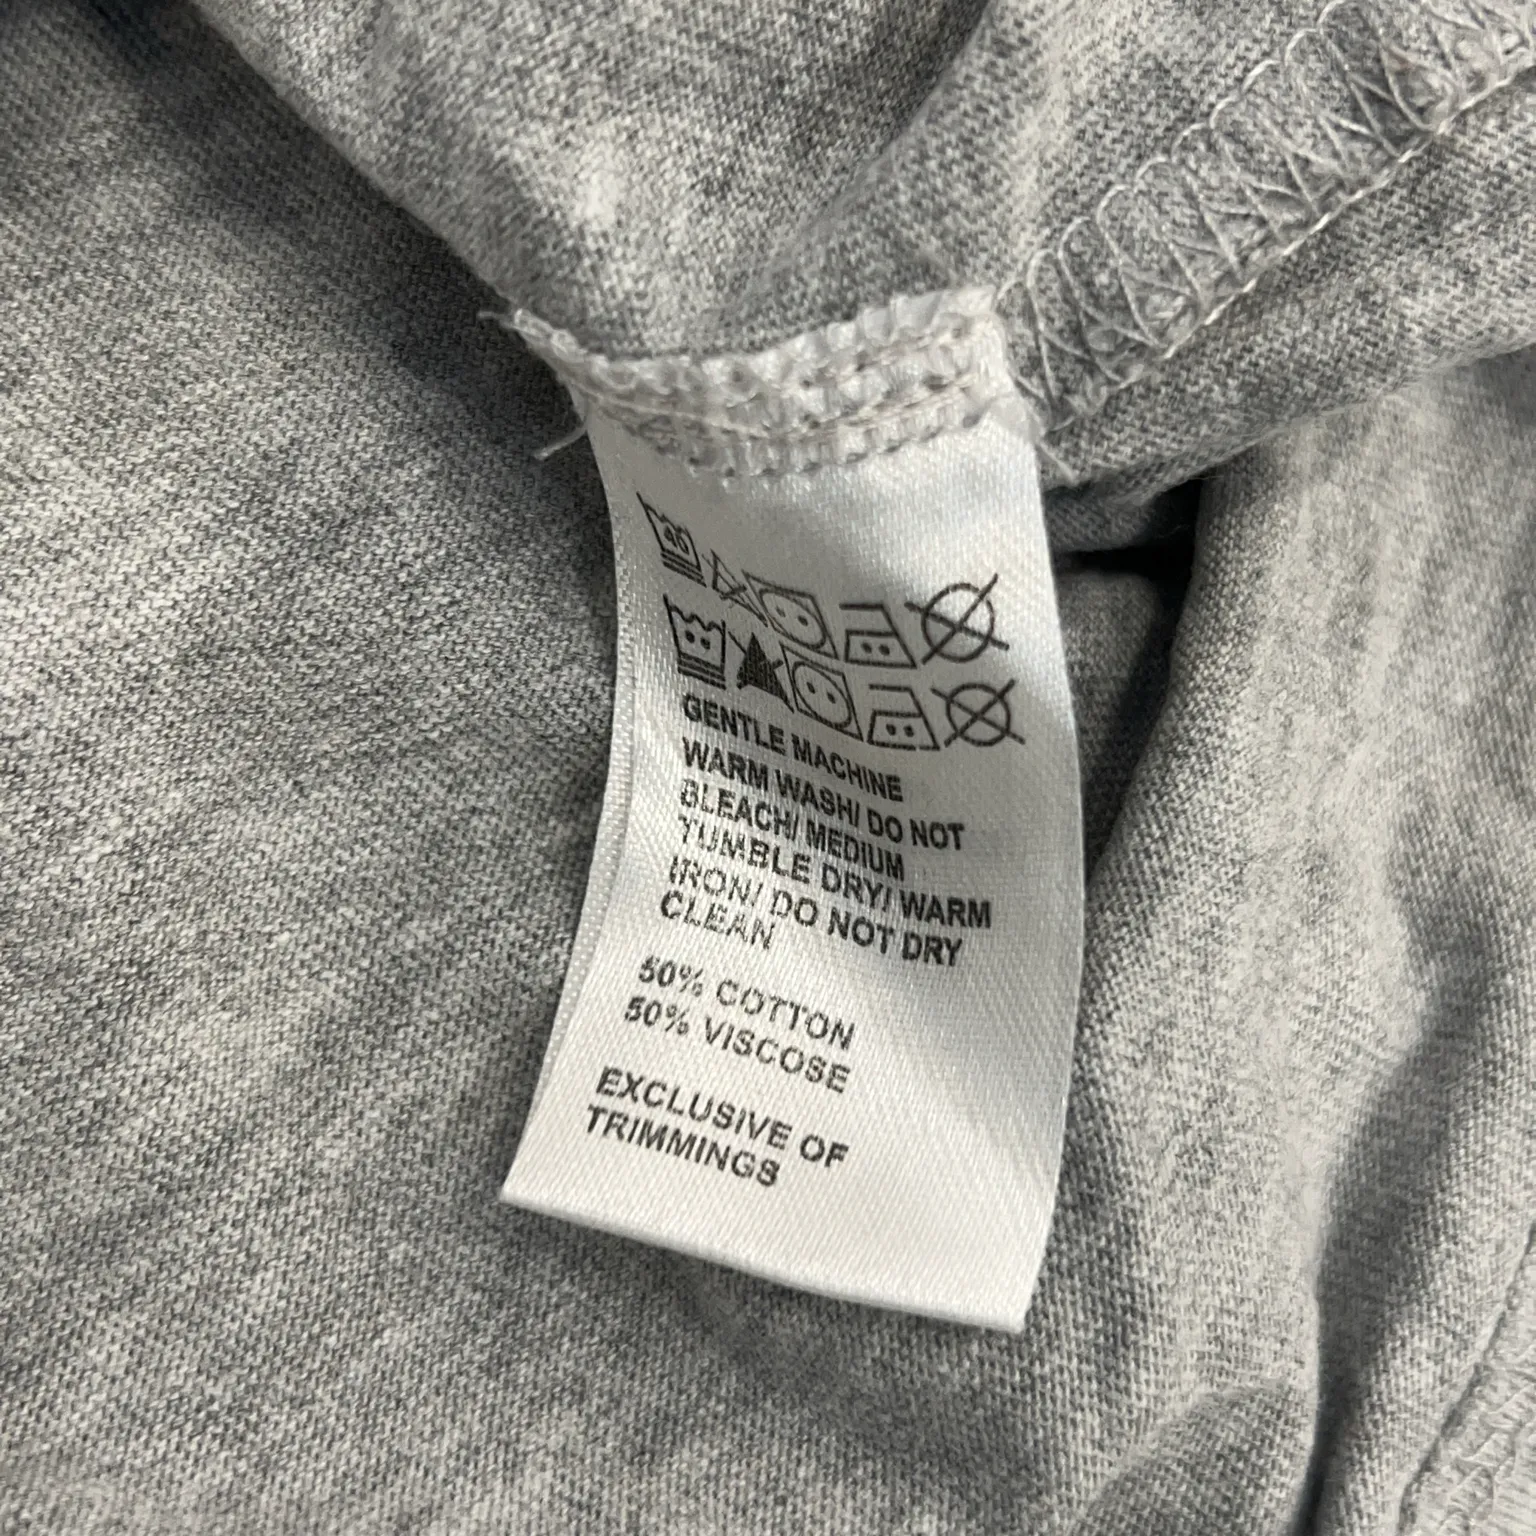 40
GENTLE MACHINE
WARM WASH/ DO NOT
BLEACH/ MEDIUM
TUMBLE DRY/ WARM
IRON/ DO NOT DRY
CLEAN
50% COTTON
50% VISCOSE
EXCLUSIVE OF
TRIMMINGS